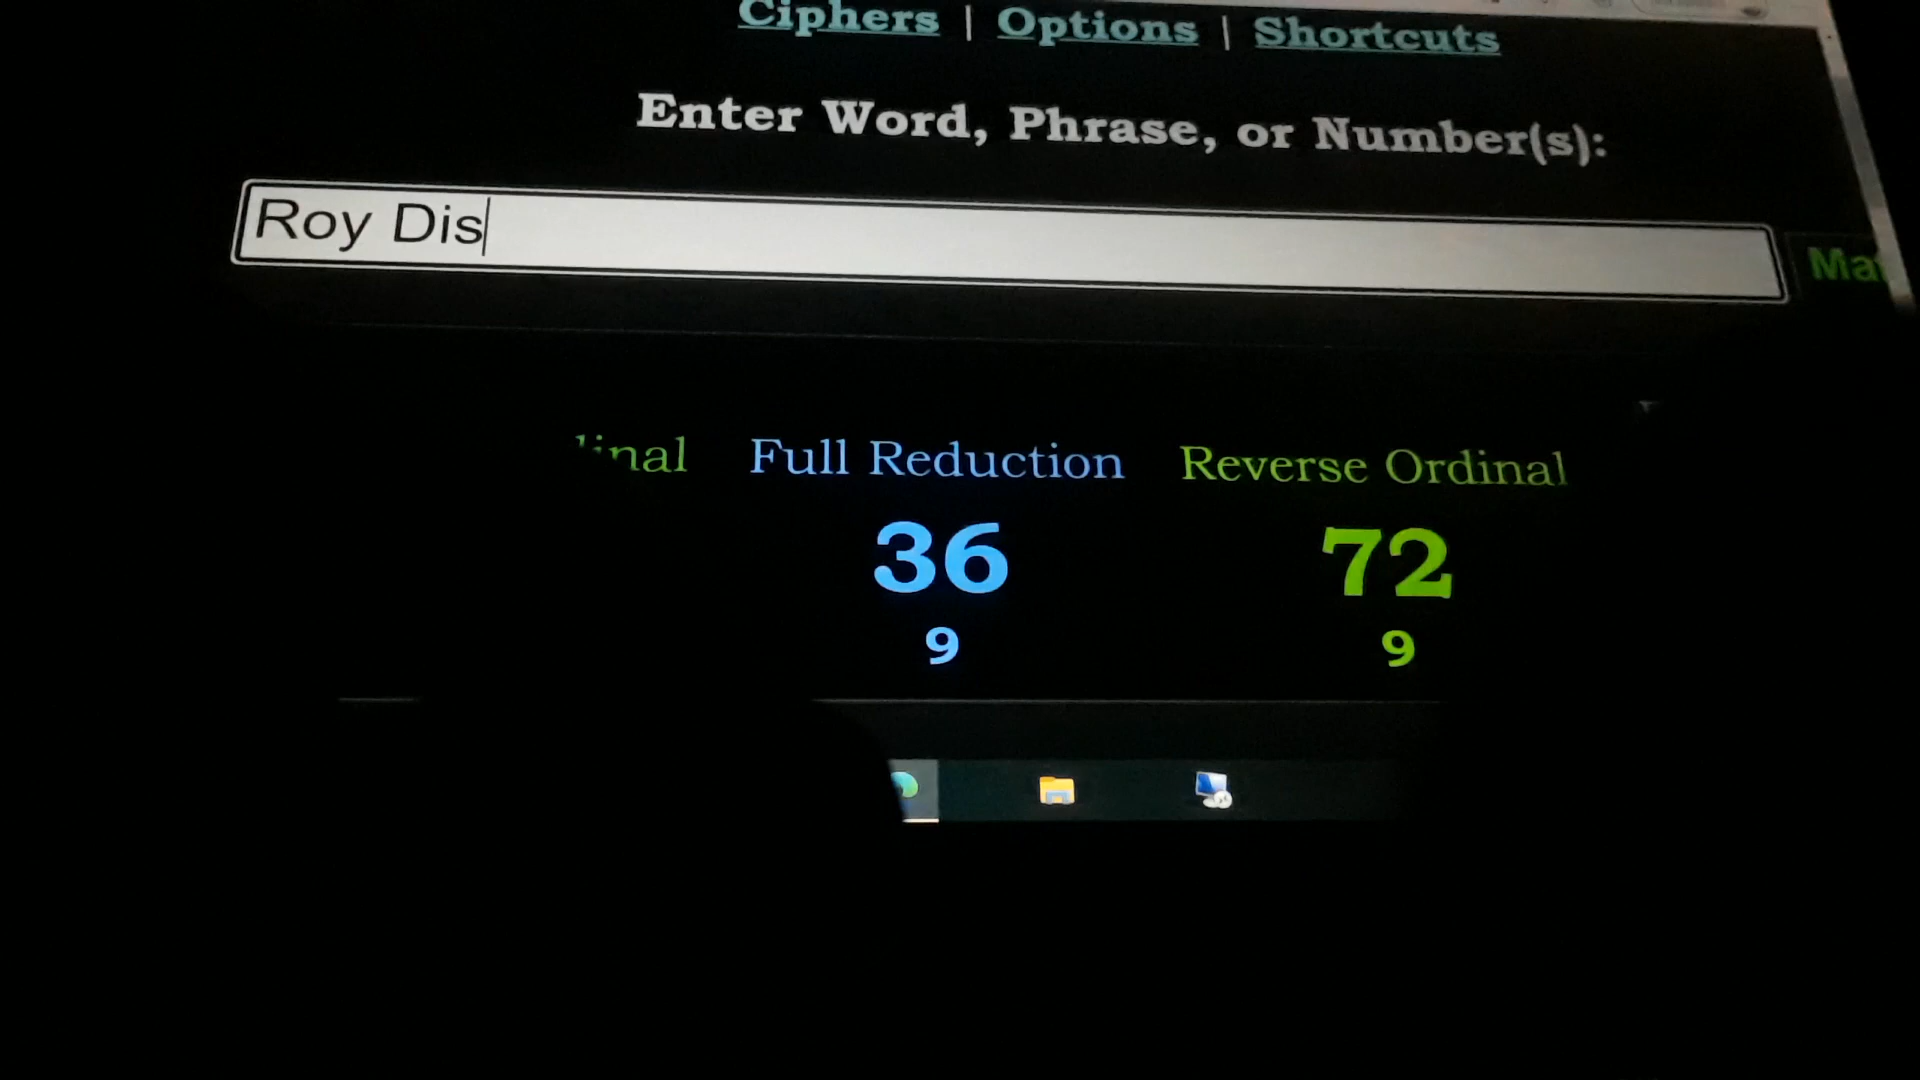 Ciphers | Options | Shortcuts
Enter Word, Phrase, or Number(s):
Roy Dis
Full Reduction Reverse Ordinal
36 72
9 9